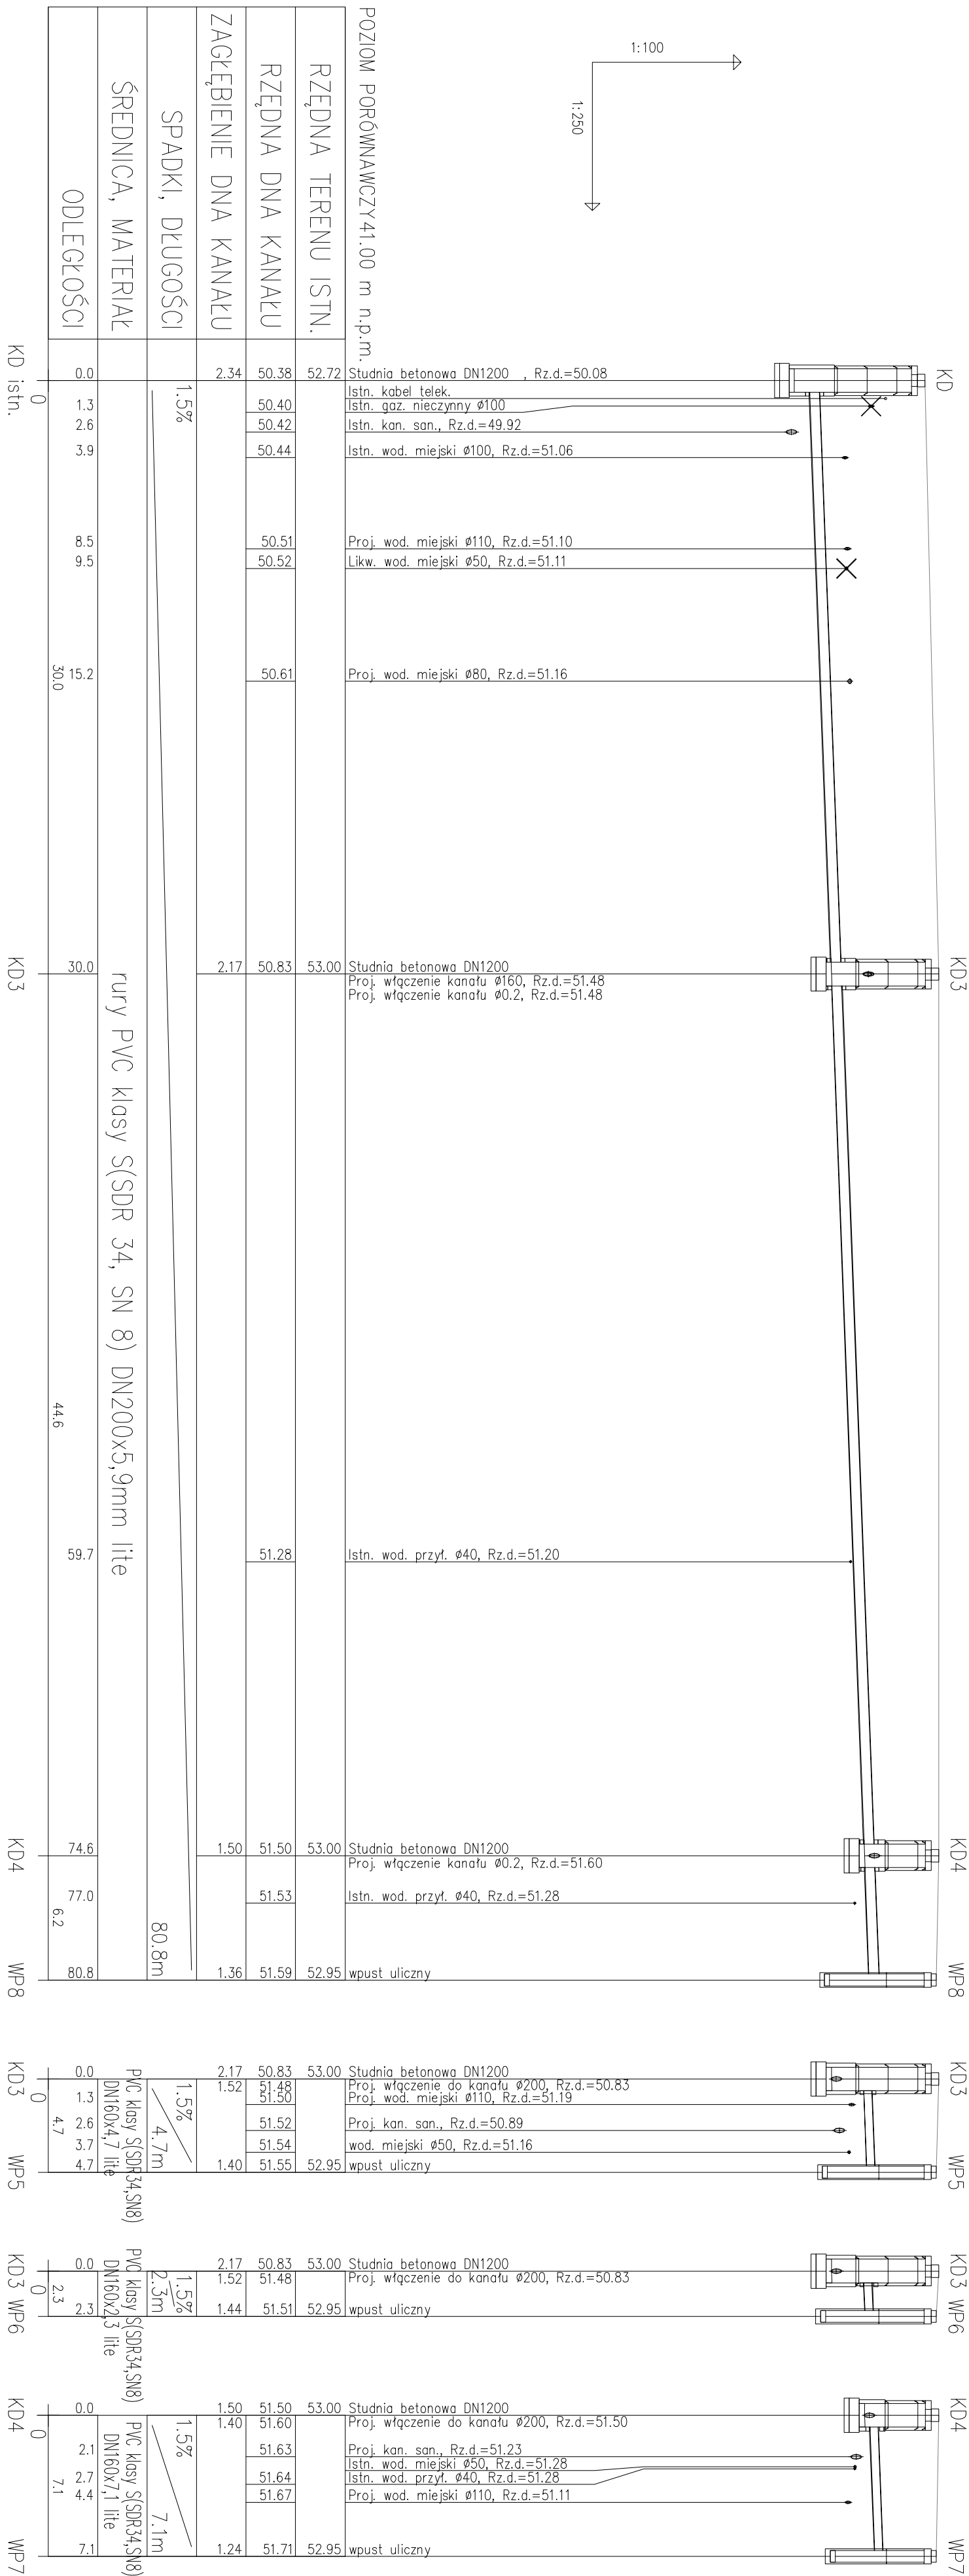 1:100
1:250
POZIOM PORÓWNAWCZY41.00 m n.p.m.
RZĘDNA TERENU ISTN.
RZĘDNA DNA KANAŁU
ZAGŁĘBIENIE DNA KANAŁU
SPADKI, DŁUGOŚCI
ŚREDNICA, MATERIAŁ
ODLEGŁOŚCI
KD
KD istn.
0
0.0 2.34 50.38 52.72 Studnia betonowa DN1200 , Rz.d.=50.08
Istn. kabel telek.
1.3 50.40 Istn. gaz. nieczynny ø100
2.6 50.42 Istn. kan. san., Rz.d.=49.92
3.9 50.44 Istn. wod. miejski ø100, Rz.d.=51.06
8.5 50.51 Proj. wod. miejski ø110, Rz.d.=51.10
9.5 50.52 Likw. wod. miejski ø50, Rz.d.=51.11
15.2 50.61 Proj. wod. miejski ø80, Rz.d.=51.16
30.0
1.5%
KD3
KD3
30.0 2.17 50.83 53.00 Studnia betonowa DN1200
Proj. włączenie kanału ø160, Rz.d.=51.48
Proj. włączenie kanału ø0.2, Rz.d.=51.48
rury PVC klasy S(SDR 34, SN 8) DN200x5,9mm lite
44.6
59.7 51.28 Istn. wod. przył. ø40, Rz.d.=51.20
KD4
KD4
74.6 1.50 51.50 53.00 Studnia betonowa DN1200
Proj. włączenie kanału ø0.2, Rz.d.=51.60
77.0 51.53 Istn. wod. przył. ø40, Rz.d.=51.28
6.2
80.8m
WP8
WP8
80.8 1.36 51.59 52.95 wpust uliczny
KD3
KD3
0
0.0 2.17 50.83 53.00 Studnia betonowa DN1200
1.52 51.48 Proj. włączenie do kanału ø200, Rz.d.=50.83
1.3 51.50 Proj. wod. miejski ø110, Rz.d.=51.19
2.6 51.52 Proj. kan. san., Rz.d.=50.89
3.7 51.54 wod. miejski ø50, Rz.d.=51.16
4.7 1.40 51.55 52.95 wpust uliczny
4.7
1.5%
4.7m
PVC klasy S(SDR34,SN8)
DN160x4,7 lite
WP5
WP5
KD3
KD3
0
0.0 2.17 50.83 53.00 Studnia betonowa DN1200
1.52 51.48 Proj. włączenie do kanału ø200, Rz.d.=50.83
2.3 1.44 51.51 52.95 wpust uliczny
2.3
1.5%
2.3m
PVC klasy S(SDR34,SN8)
DN160x2,3 lite
WP6
WP6
KD4
KD4
0
0.0 1.50 51.50 53.00 Studnia betonowa DN1200
1.40 51.60 Proj. włączenie do kanału ø200, Rz.d.=51.50
2.1 51.63 Proj. kan. san., Rz.d.=51.23
Istn. wod. miejski ø50, Rz.d.=51.28
2.7 51.64 Istn. wod. przył. ø40, Rz.d.=51.28
4.4 51.67 Proj. wod. miejski ø110, Rz.d.=51.11
7.1 1.24 51.71 52.95 wpust uliczny
7.1
1.5%
7.1m
PVC klasy S(SDR34,SN8)
DN160x7,1 lite
WP7
WP7